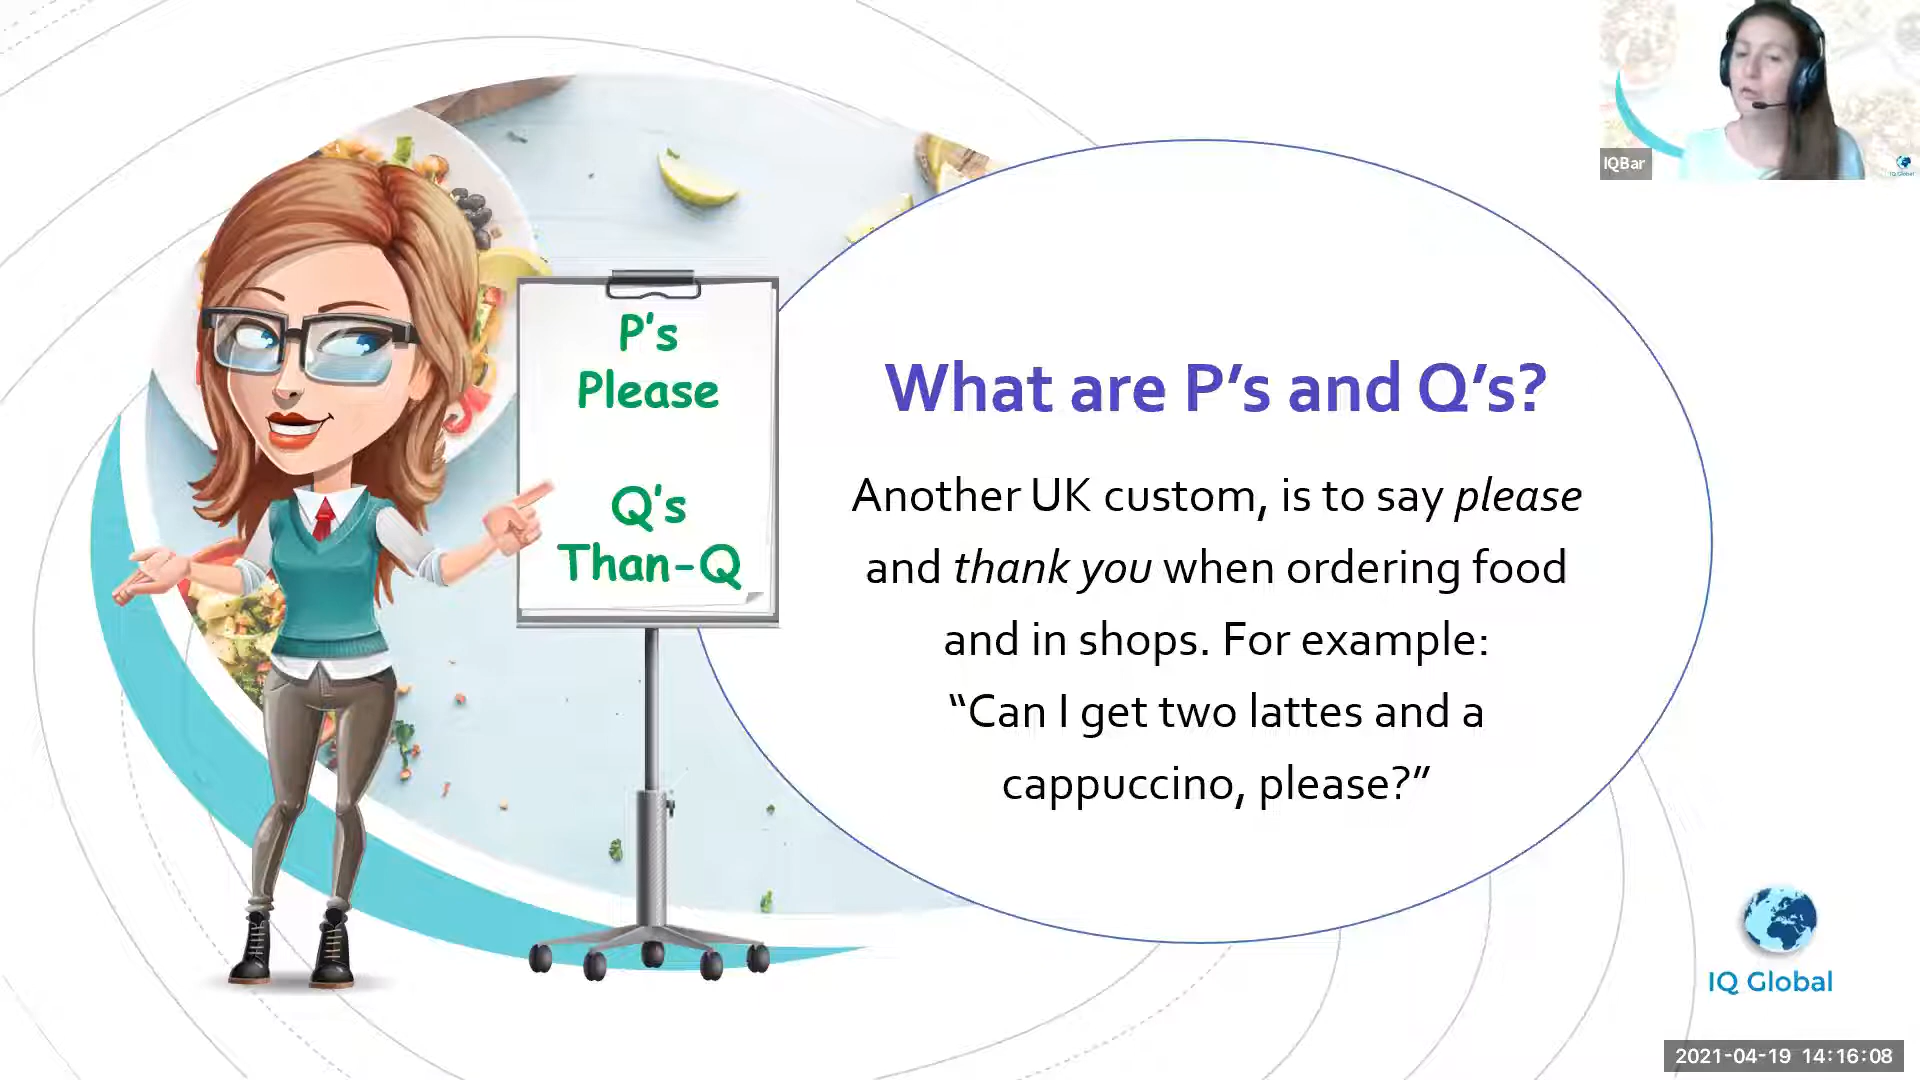 IQBar
P's
Please
Q's
Than-Q
What are P's and Q's?
Another UK custom, is to say please
and thank you when ordering food
and in shops. For example:
“Can I get two lattes and a
cappuccino, please?”
IQ Global
2021-04-19 14:16:08